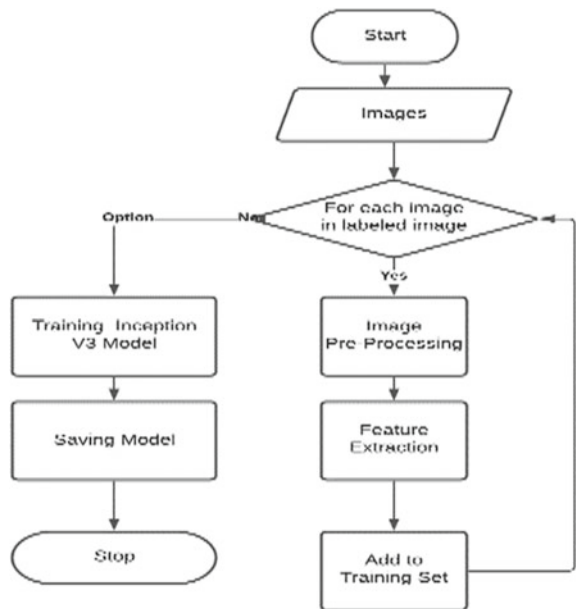 Start
Images
For each image
in labeled image
Option
No
Yes
Training Inception
V3 Model
Image
Pre-Processing
Saving Model
Feature
Extraction
Stop
Add to
Training Set